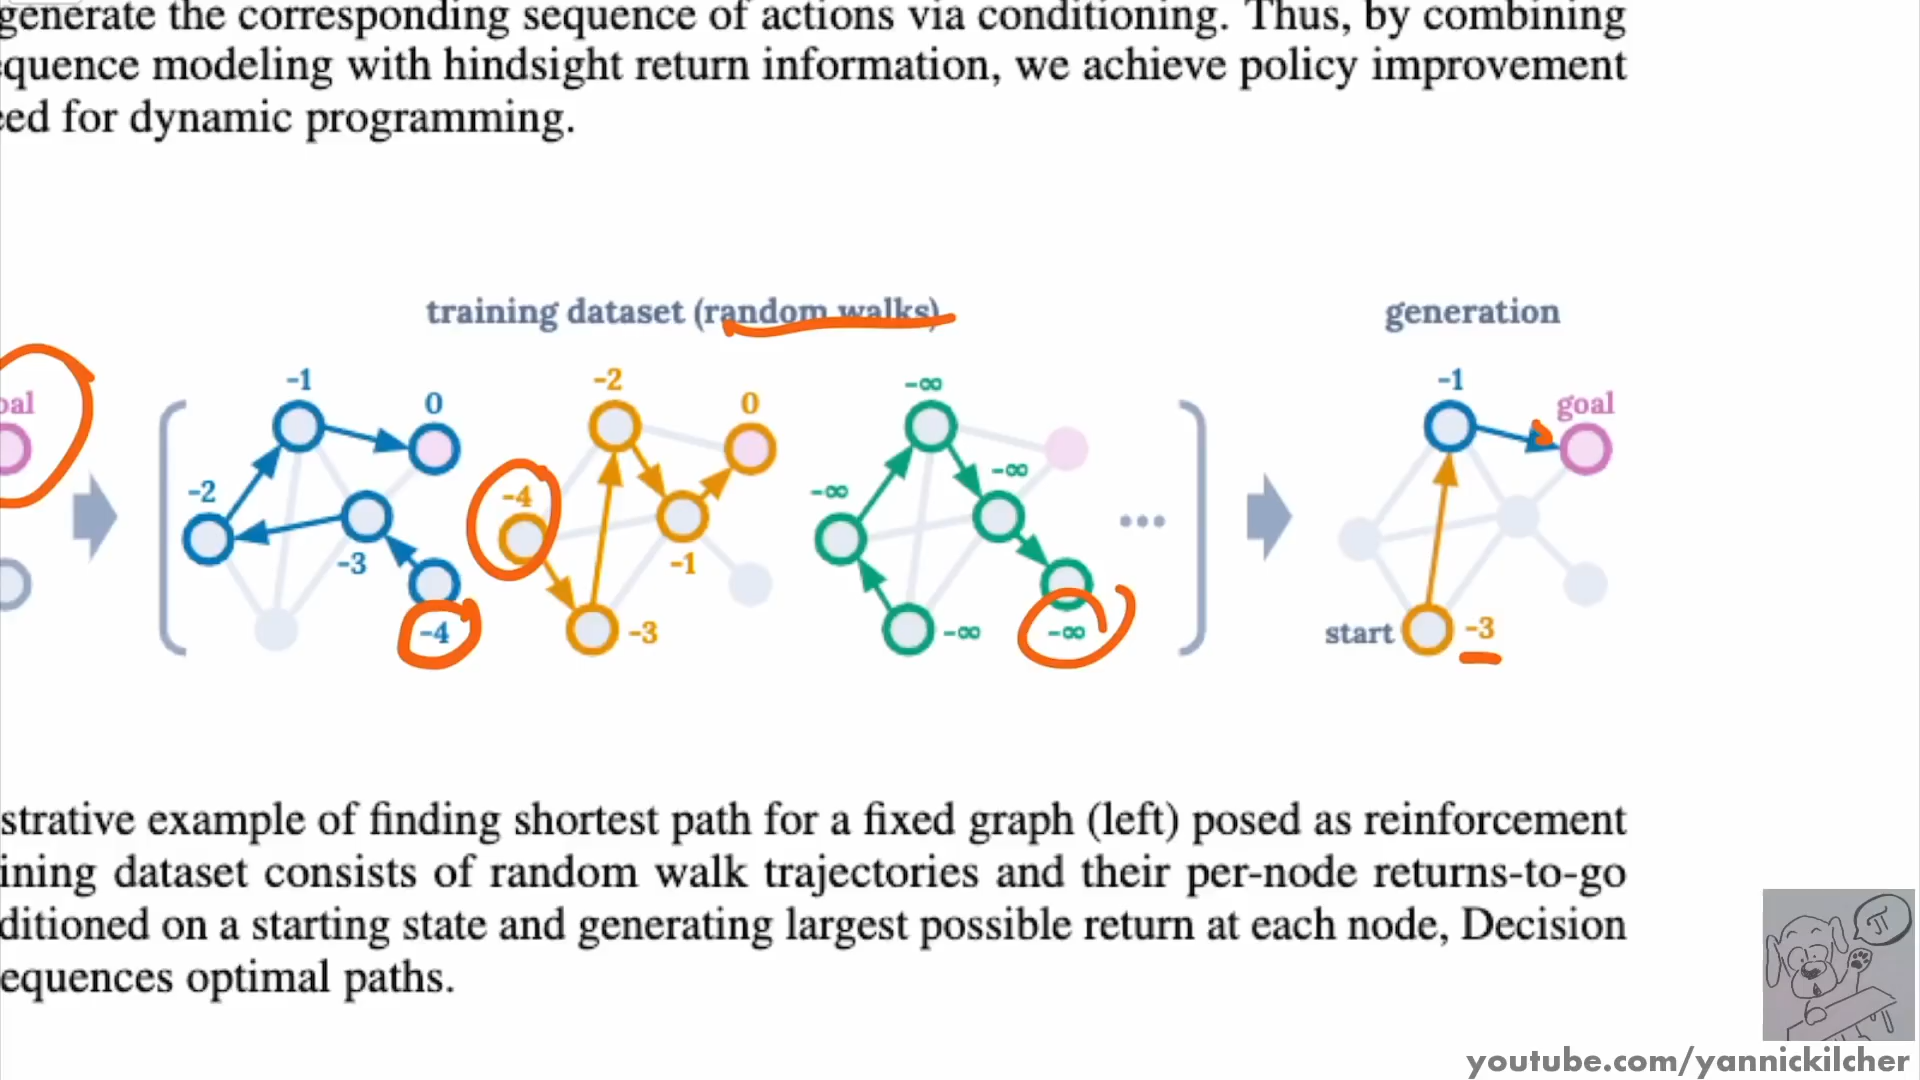 generate the corresponding sequence of actions via conditioning. Thus, by combining
quence modeling with hindsight return information, we achieve policy improvement
eed for dynamic programming.
training dataset (random walks)
generation
oal
-1
0
-2
-3
-4
-2
0
-4
-1
-3
-∞
-∞
-∞
-∞
-∞
...
-1
goal
start
-3
strative example of finding shortest path for a fixed graph (left) posed as reinforcement
ining dataset consists of random walk trajectories and their per-node returns-to-go
ditioned on a starting state and generating largest possible return at each node, Decision
equences optimal paths.
π
youtube.com/yannickilcher